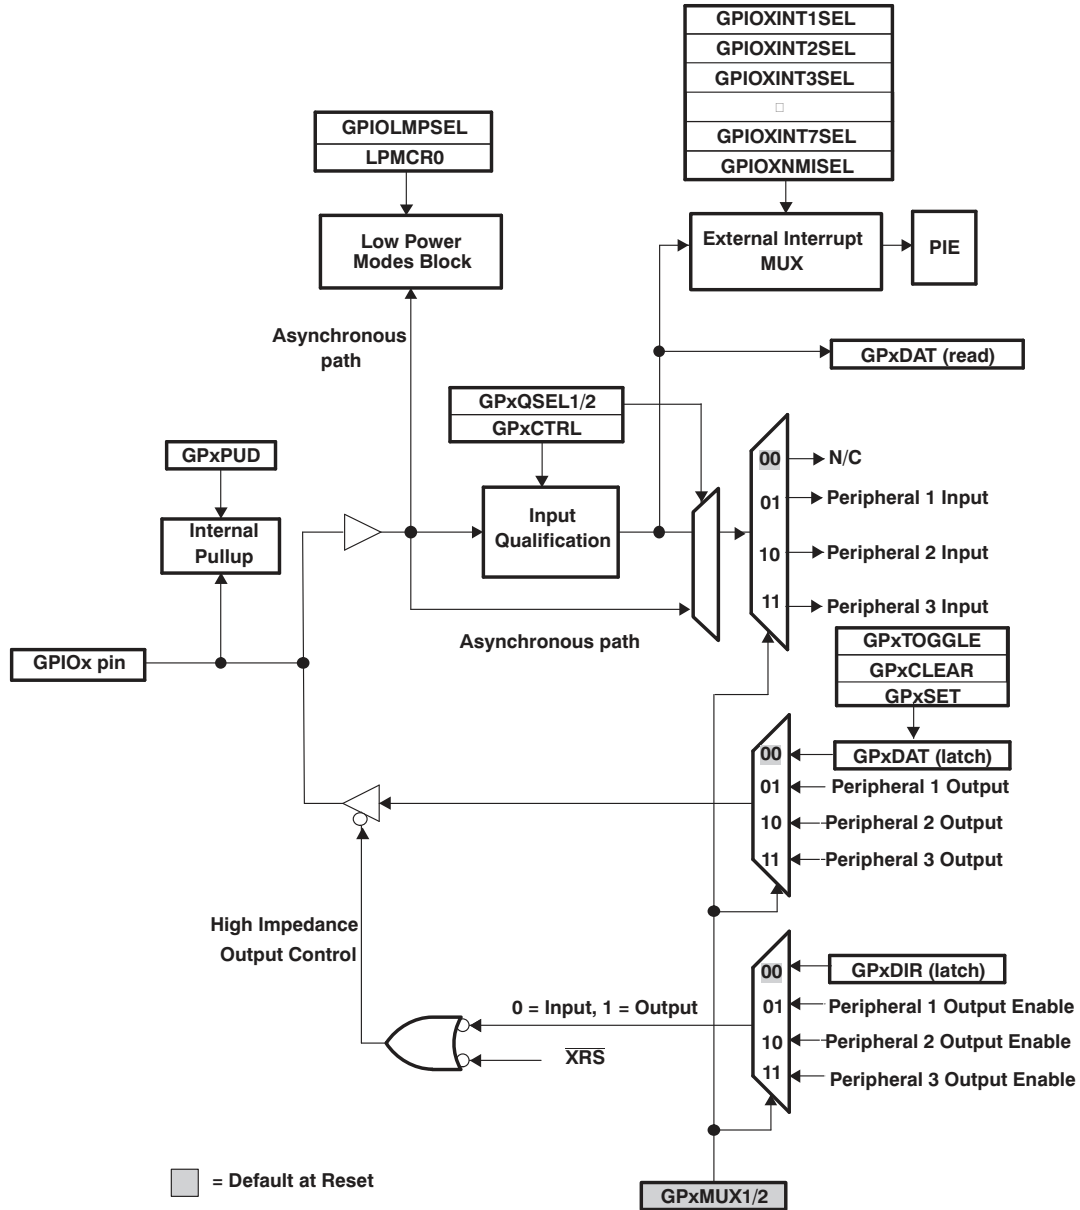 GPIOXINT1SEL
GPIOXINT2SEL
GPIOXINT3SEL
GPIOXINT7SEL
GPIOXNMISEL
GPIOLMPSEL
LPMCR0
Low Power
Modes Block
External Interrupt
MUX
PIE
Asynchronous
path
GPxDAT (read)
GPxQSEL1/2
GPxCTRL
GPxPUD
Internal
Pullup
Input
Qualification
00
01
10
11
N/C
Peripheral 1 Input
Peripheral 2 Input
Peripheral 3 Input
Asynchronous path
GPIOx pin
GPxTOGGLE
GPxCLEAR
GPxSET
00
01
10
11
GPxDAT (latch)
Peripheral 1 Output
Peripheral 2 Output
Peripheral 3 Output
High Impedance
Output Control
00
01
10
11
GPxDIR (latch)
Peripheral 1 Output Enable
Peripheral 2 Output Enable
Peripheral 3 Output Enable
0 = Input, 1 = Output
XRS
= Default at Reset
GPxMUX1/2